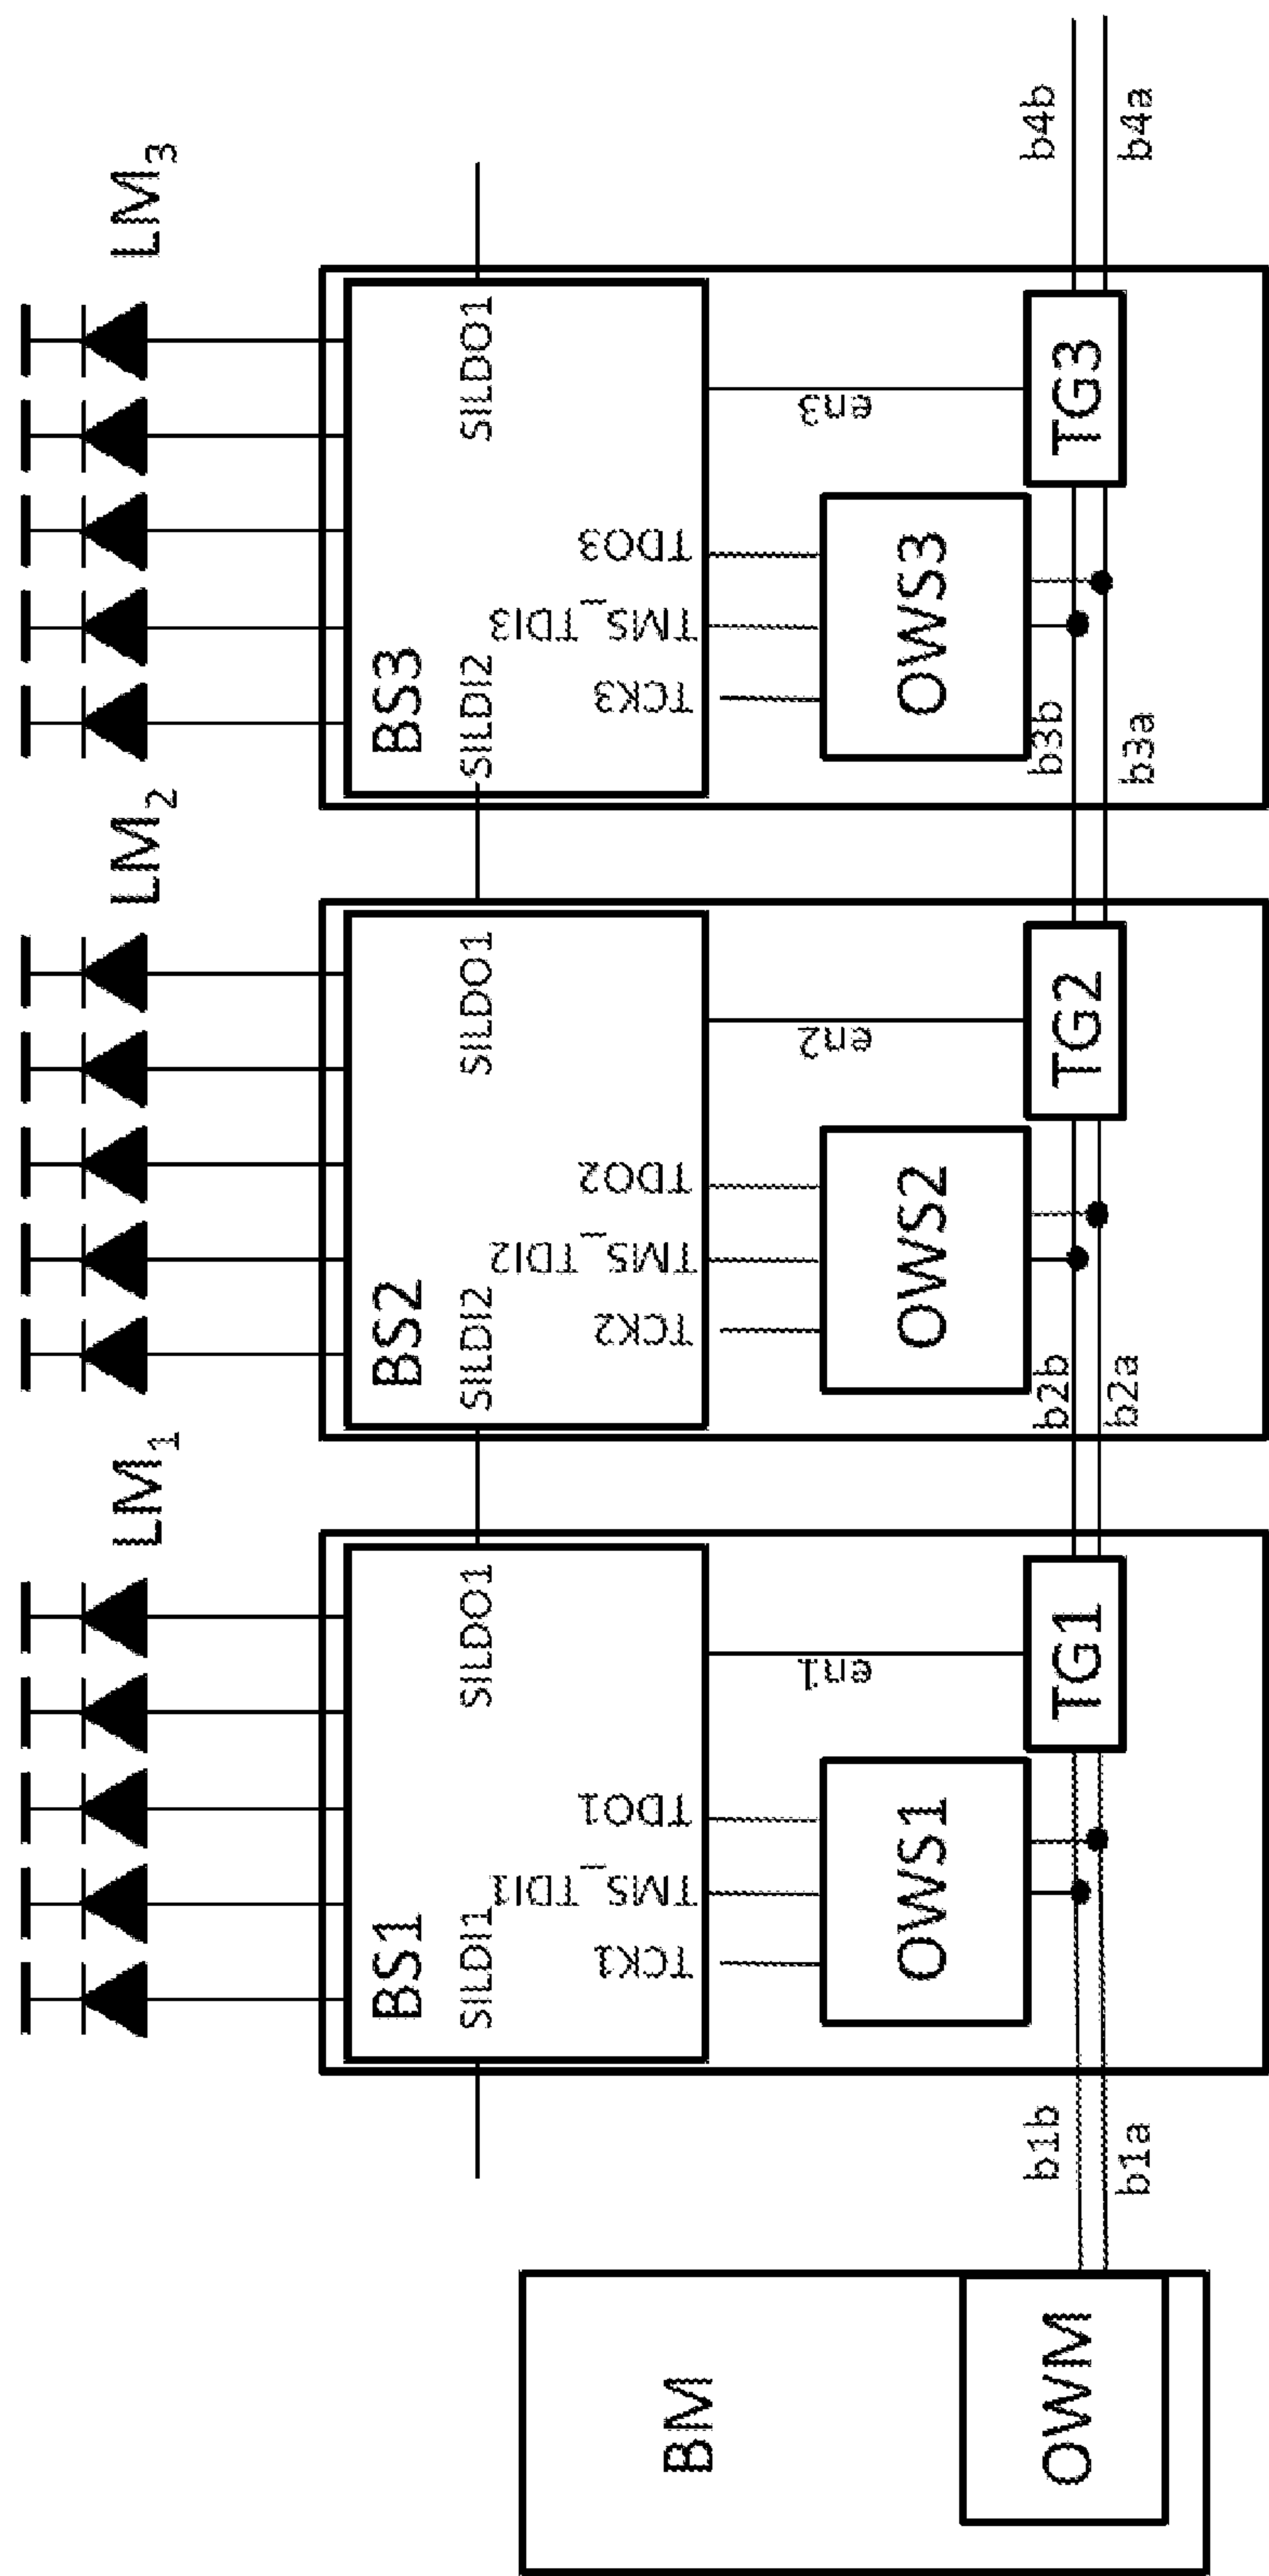 LM1
LM2
LM3
BS1
SILDI1
SILDO1
TCK1
TMS_TDI1
TDO1
en1
OWS1
TG1
BS2
SILDI2
SILDO1
TCK2
TMS_TDI2
TDO2
en2
OWS2
TG2
BS3
SILDI2
SILDO1
TCK3
TMS_TDI3
TDO3
en3
OWS3
TG3
BM
OWM
b1b
b1a
b2b
b2a
b3b
b3a
b4b
b4a